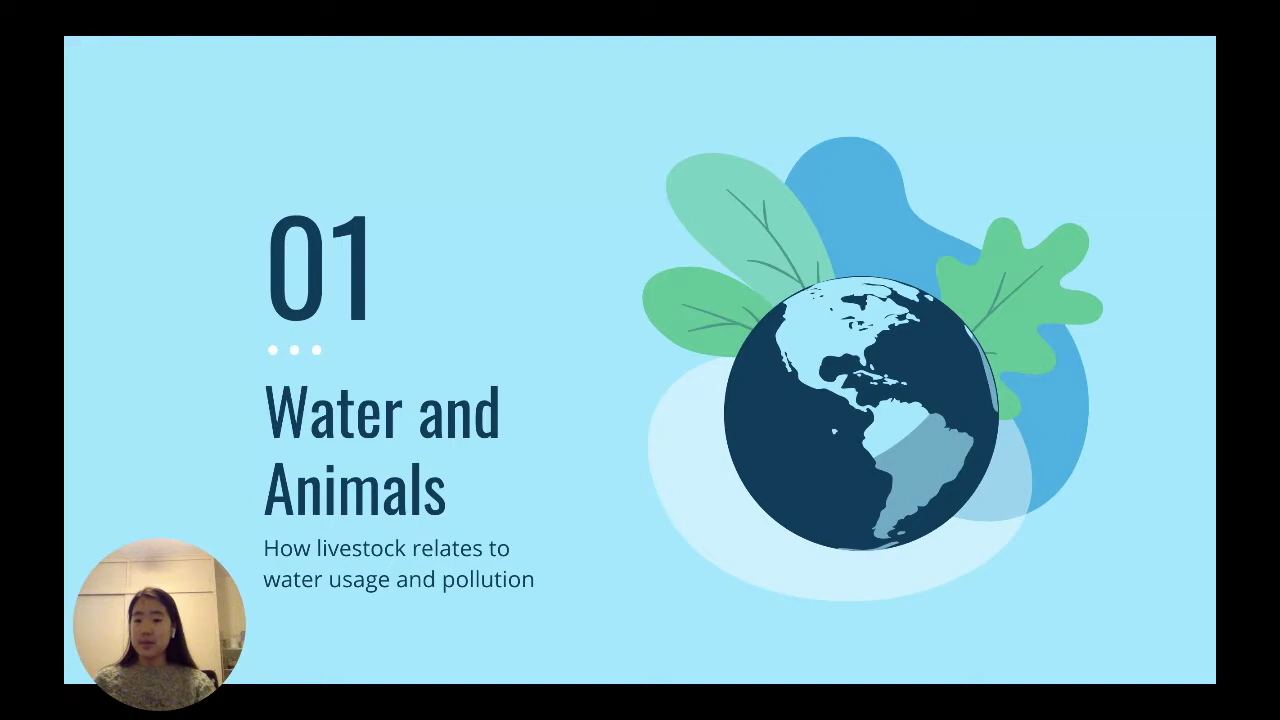 01
Water and
Animals
How livestock relates to
water usage and pollution